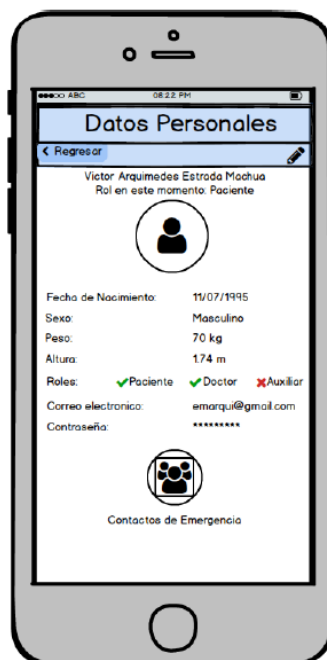 ABC 08:22 PM
Datos Personales
< Regresar
Victor Arquimedes Estrada Machua
Rol en este momento: Paciente
Fecha de Nacimiento: 11/07/1995
Sexo: Masculino
Peso: 70 kg
Altura: 1.74 m
Roles: Paciente Doctor Auxiliar
Correo electronico: emarqui@gmail.com
Contraseña: *********
Contactos de Emergencia